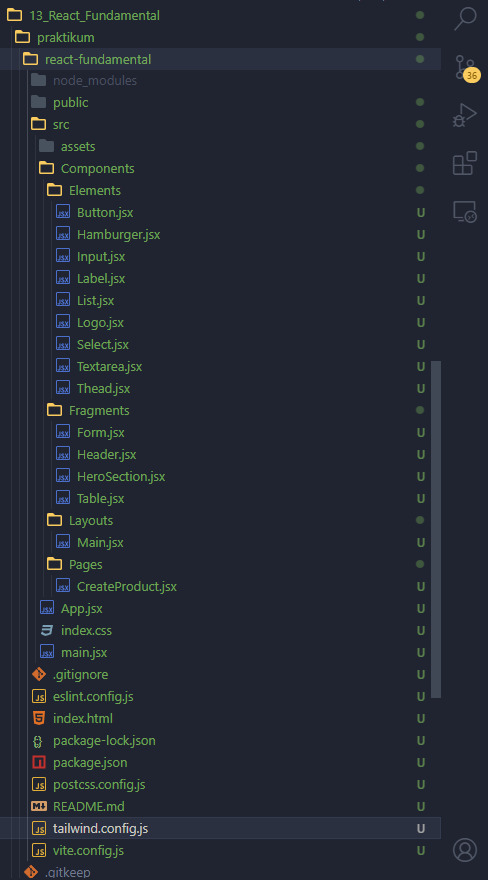 13_React_Fundamental
praktikum
react-fundamental
node_modules
public
src
assets
Components
Elements
JSX Button.jsx U
JSX Hamburger.jsx U
JSX Input.jsx U
JSX Label.jsx U
JSX List.jsx U
JSX Logo.jsx U
JSX Select.jsx U
JSX Textarea.jsx U
JSX Thead.jsx U
Fragments
JSX Form.jsx U
JSX Header.jsx U
JSX HeroSection.jsx U
JSX Table.jsx U
Layouts
JSX Main.jsx U
Pages
JSX CreateProduct.jsx U
JSX App.jsx U
index.css U
JSX main.jsx U
.gitignore U
JS eslint.config.js U
index.html U
package-lock.json U
package.json U
JS postcss.config.js U
README.md U
JS tailwind.config.js U
JS vite.config.js U
.gitkeep
36